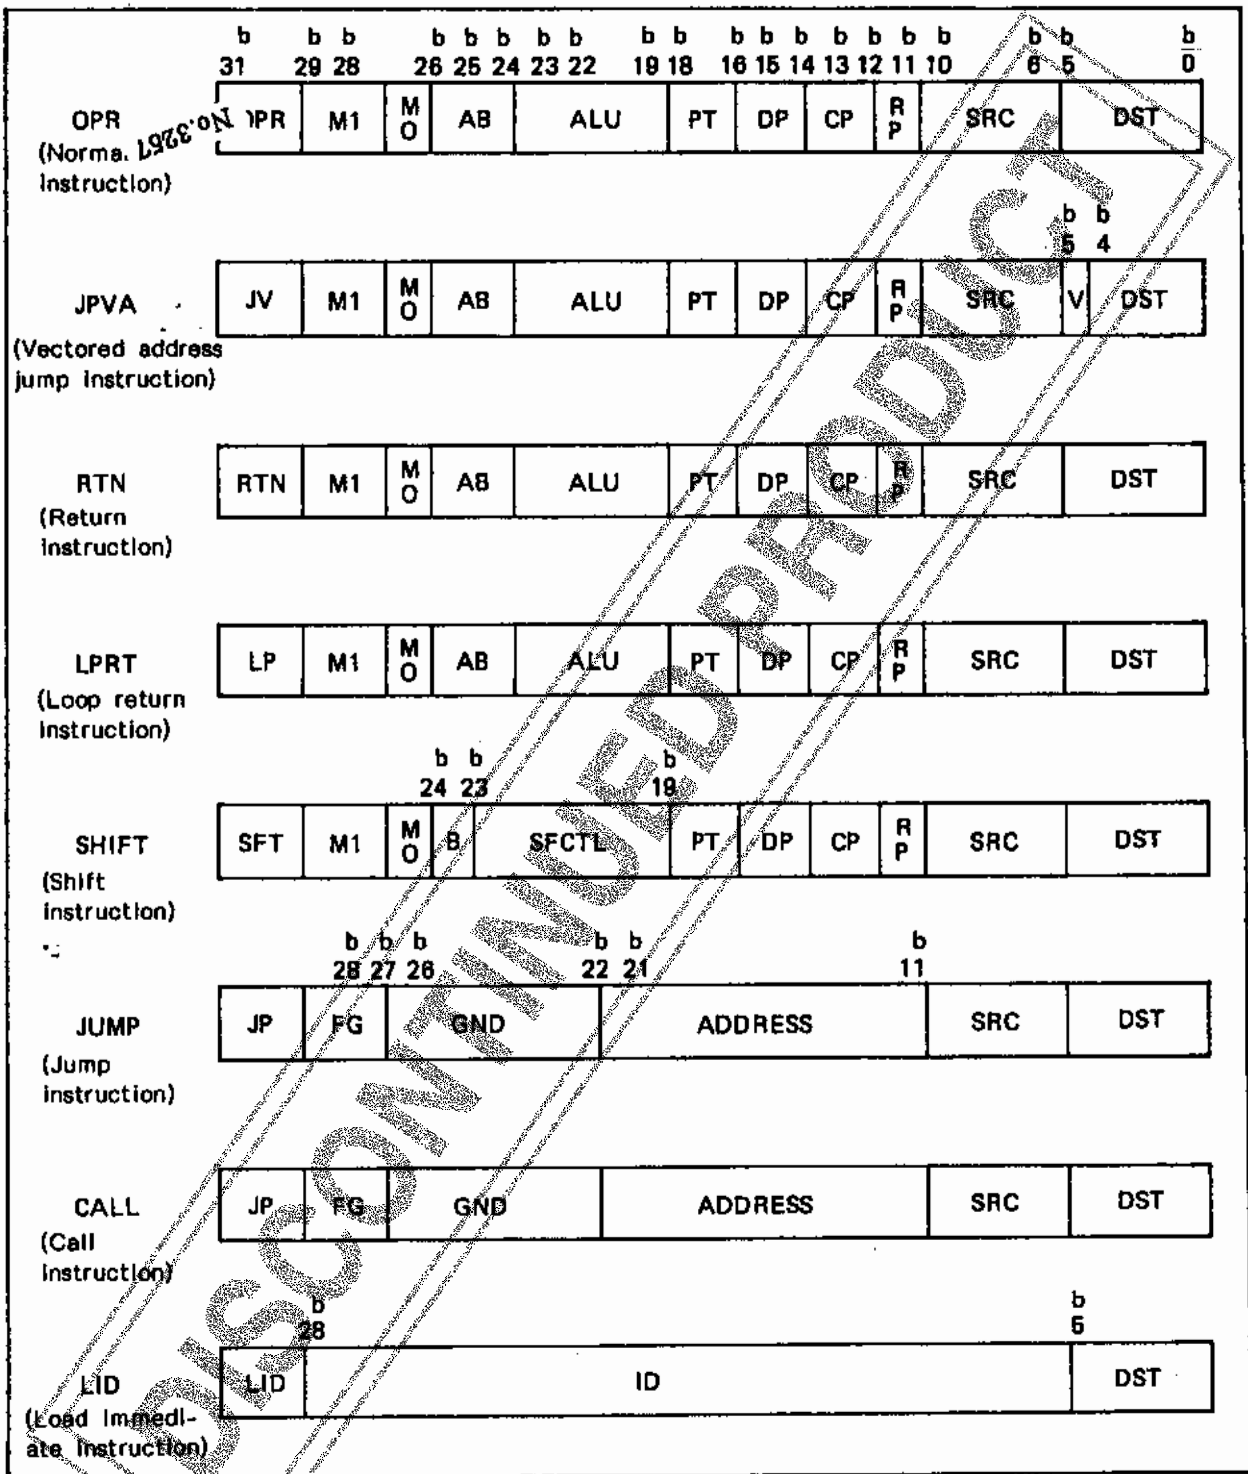 b b b b b b b b b b b b b b b b b b b b
31 29 28 26 25 24 23 22 19 18 16 15 14 13 12 11 10 6 5 0
OPR PR M1 MO AB ALU PT DP CP RP SRC DST
No.3257
(Norma.
instruction)
b b
5 4
JPVA JV M1 MO AB ALU PT DP CP RP SRC V DST
(Vectored address
jump instruction)
RTN RTN M1 MO AB ALU PT DP CP RP SRC DST
(Return
instruction)
LPRT LP M1 MO AB ALU PT DP CP RP SRC DST
(Loop return
instruction)
b b b
24 23 19
SHIFT SFT M1 MO B SFCTL PT DP CP RP SRC DST
(Shift
instruction)
b b b b b b
28 27 26 22 21 11
JUMP JP FG GND ADDRESS SRC DST
(Jump
instruction)
CALL JP FG GND ADDRESS SRC DST
(Call
instruction)
b b
28 5
LID LID ID DST
(Load Immedi-
ate instruction)
DISCONTINUED PRODUCT